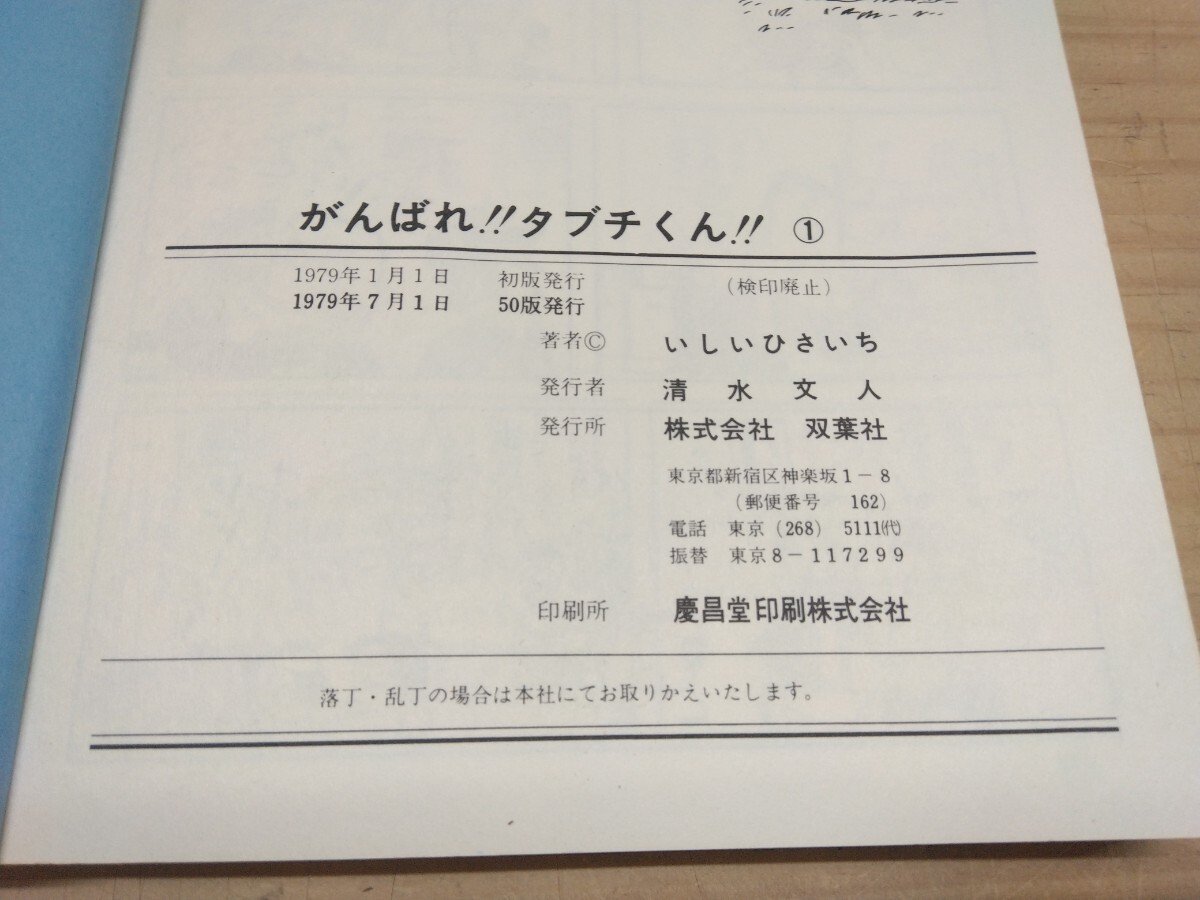 がんばれ!!タブチくん!! ①
1979年1月1日 初版発行 (検印廃止)
1979年7月1日 50版発行
著者© いしいひさいち
発行者 清水文人
発行所 株式会社 双葉社
東京都新宿区神楽坂1－8
(郵便番号 162)
電話 東京(268) 5111㈹
振替 東京8－117299
印刷所 慶昌堂印刷株式会社
落丁・乱丁の場合は本社にてお取りかえいたします。